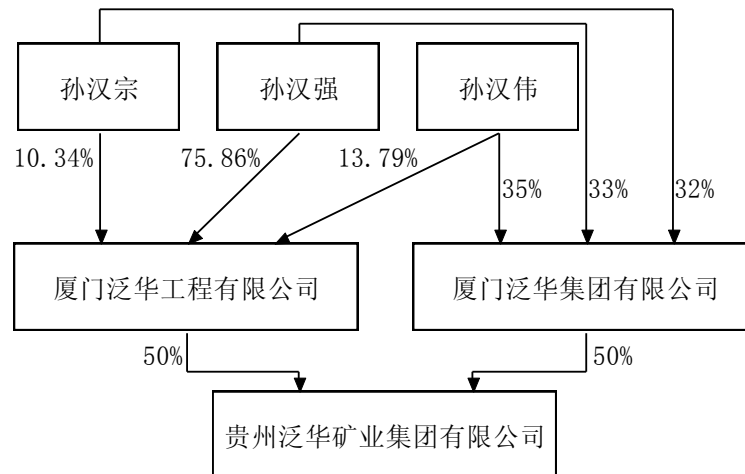 孙汉宗
孙汉强
孙汉伟
10.34%
75.86%
13.79%
35%
33%
32%
厦门泛华工程有限公司
厦门泛华集团有限公司
50%
50%
贵州泛华矿业集团有限公司